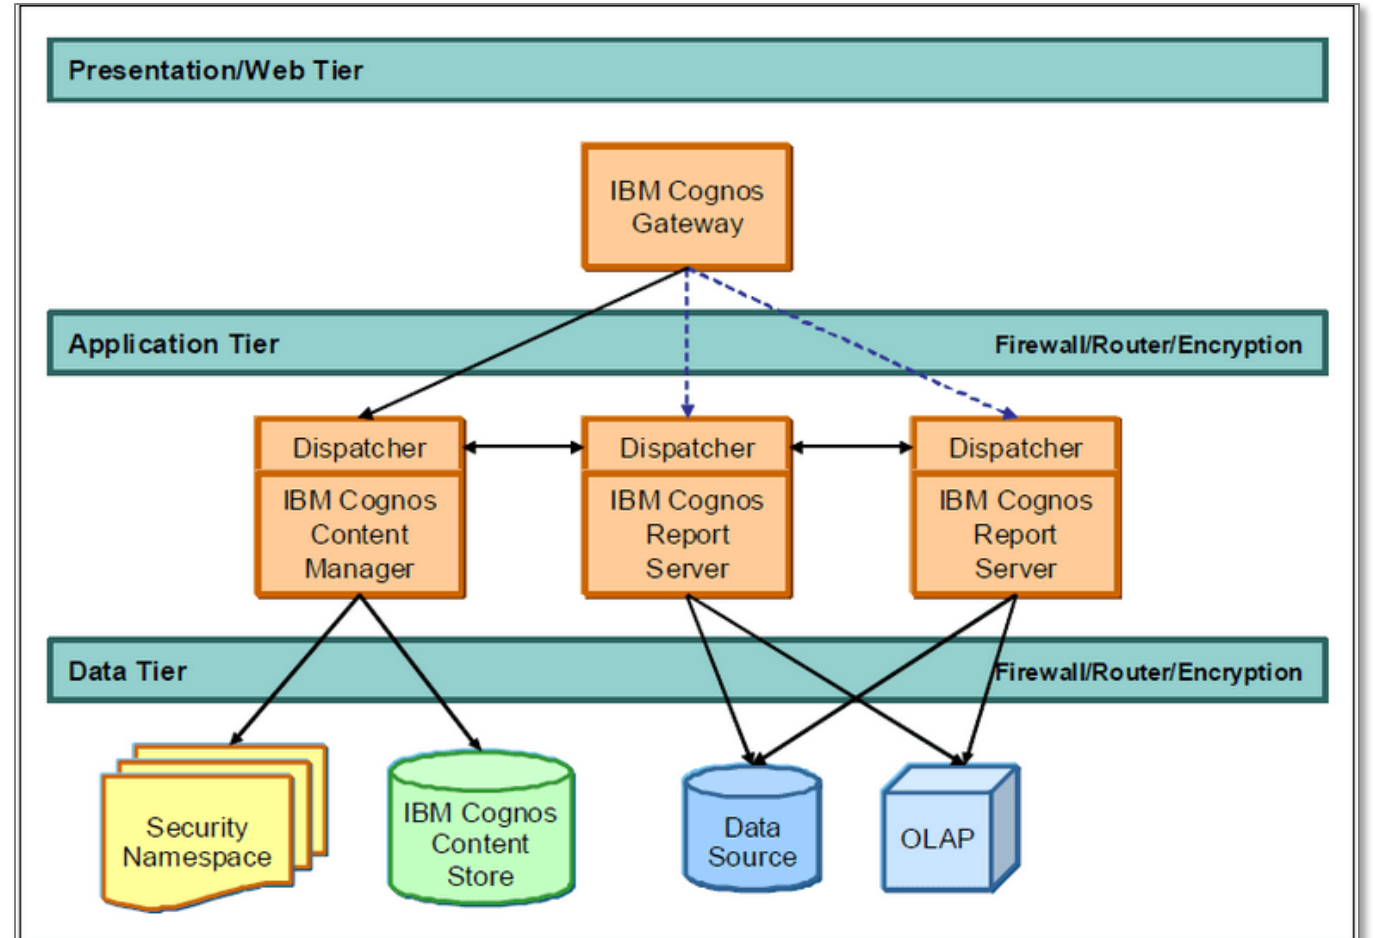 Presentation/Web Tier
IBM Cognos
Gateway
Application Tier
Firewall/Router/Encryption
Dispatcher
IBM Cognos
Content
Manager
Dispatcher
IBM Cognos
Report
Server
Dispatcher
IBM Cognos
Report
Server
Data Tier
Firewall/Router/Encryption
Security
Namespace
IBM Cognos
Content
Store
Data
Source
OLAP